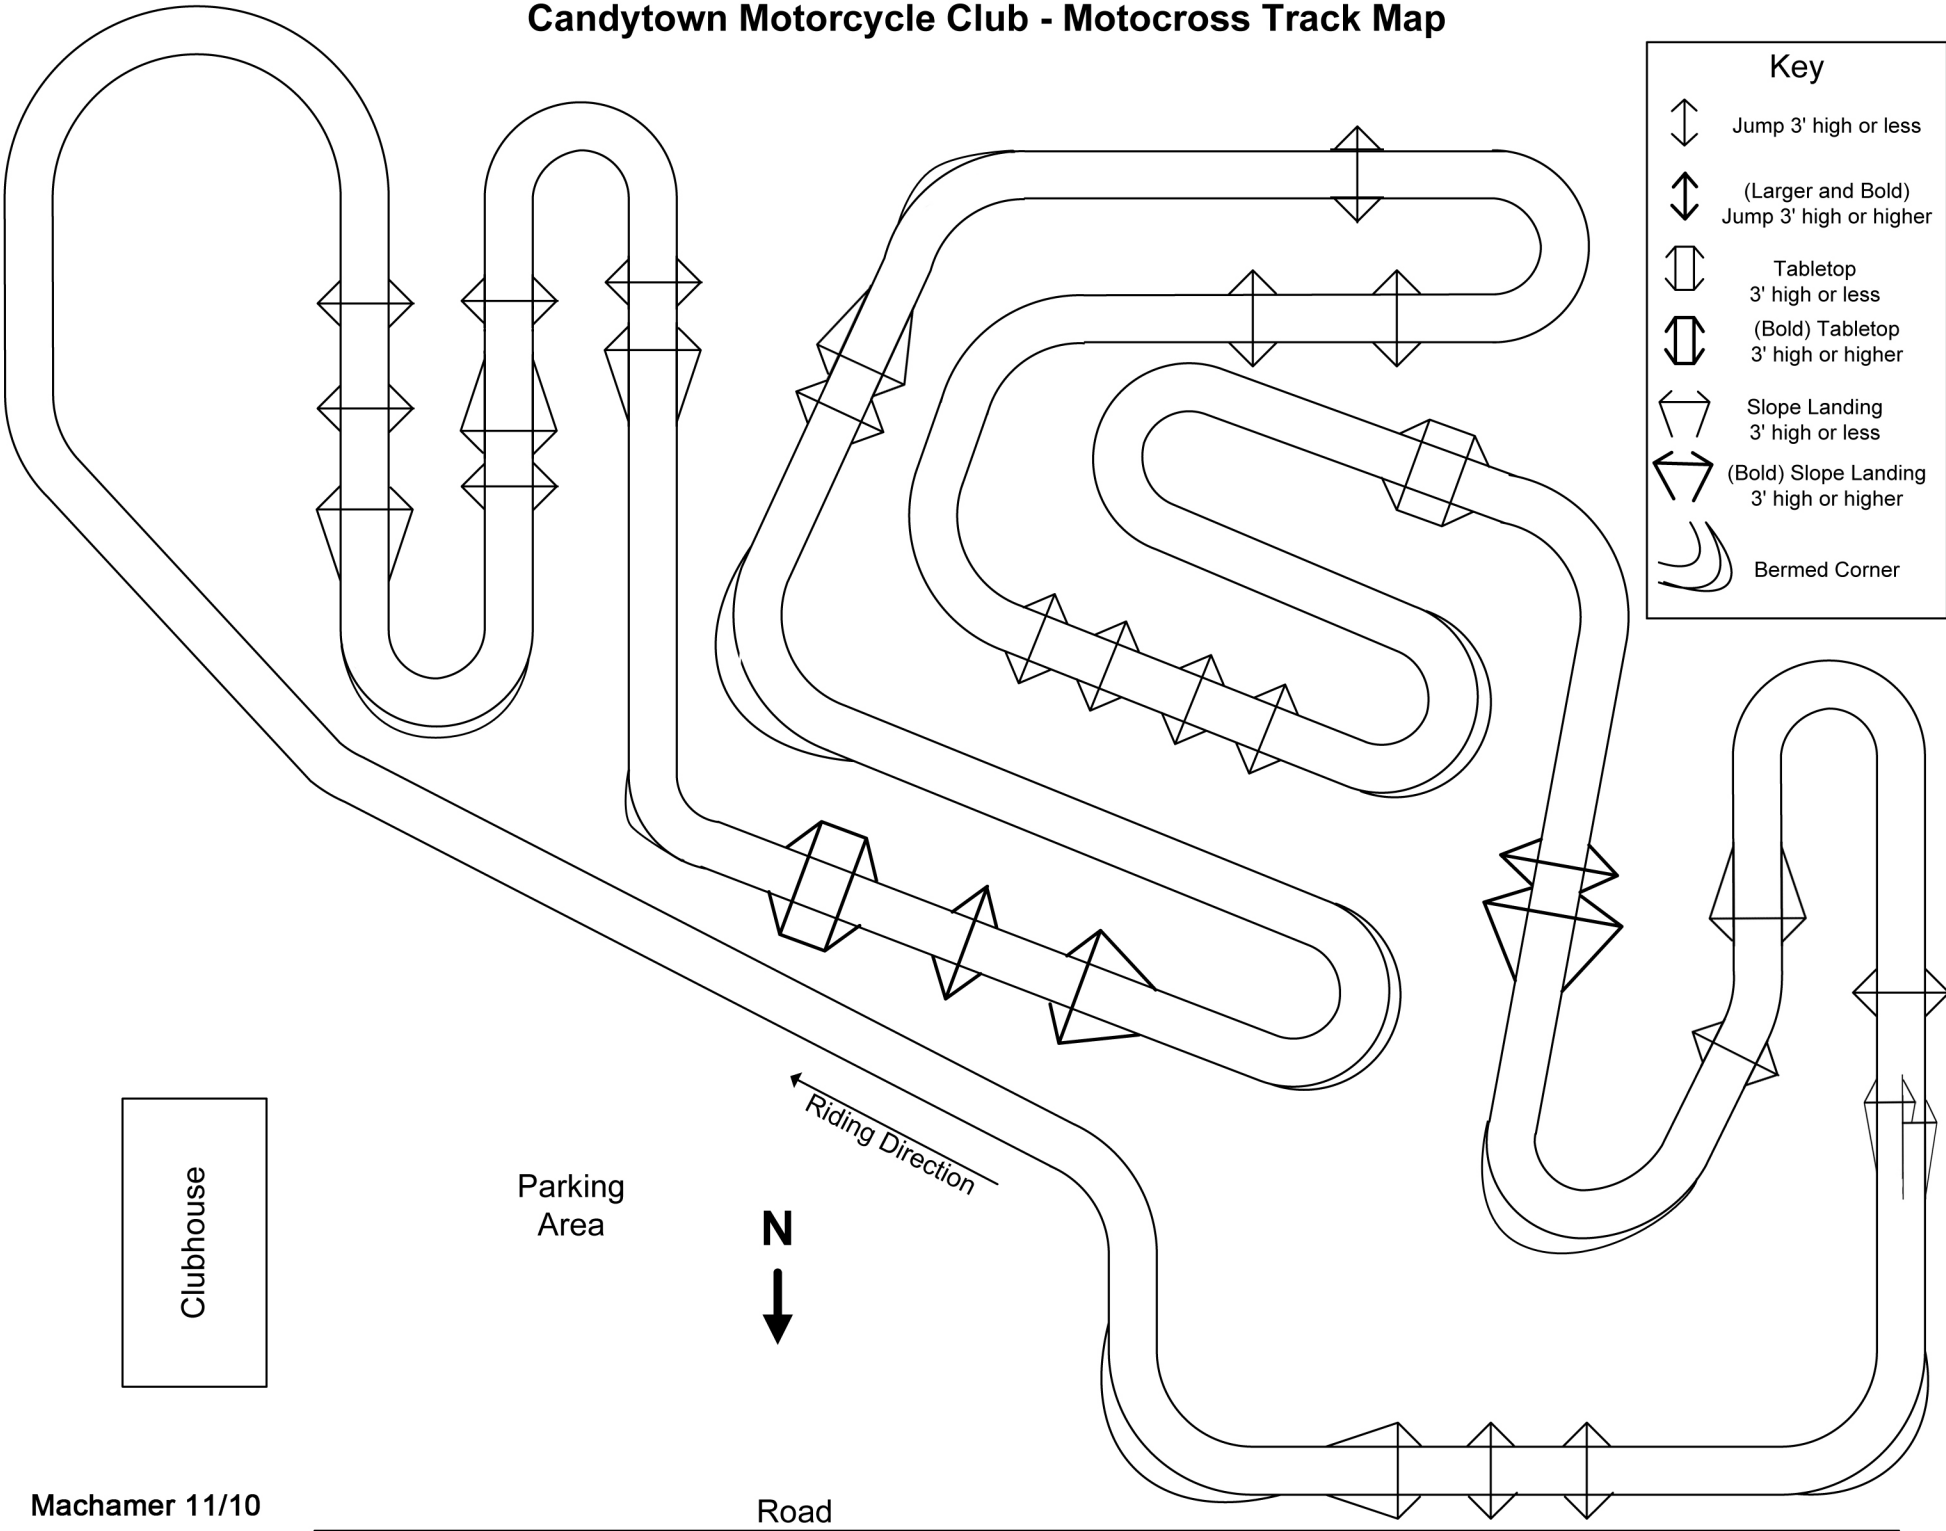 Candytown Motorcycle Club - Motocross Track Map
Key
Jump 3' high or less
(Larger and Bold)
Jump 3' high or higher
Tabletop
3' high or less
(Bold) Tabletop
3' high or higher
Slope Landing
3' high or less
(Bold) Slope Landing
3' high or higher
Bermed Corner
Riding Direction
Parking
Area
N
Clubhouse
Machamer 11/10
Road